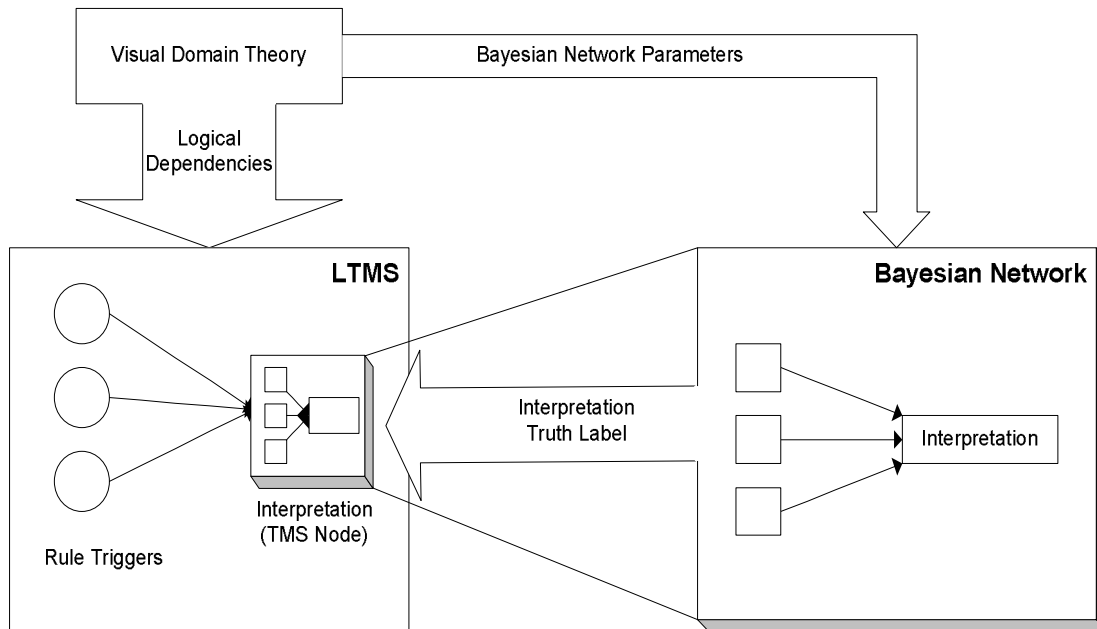 Visual Domain Theory
Bayesian Network Parameters
Logical
Dependencies
LTMS
Bayesian Network
Interpretation
Truth Label
Interpretation
Interpretation
(TMS Node)
Rule Triggers